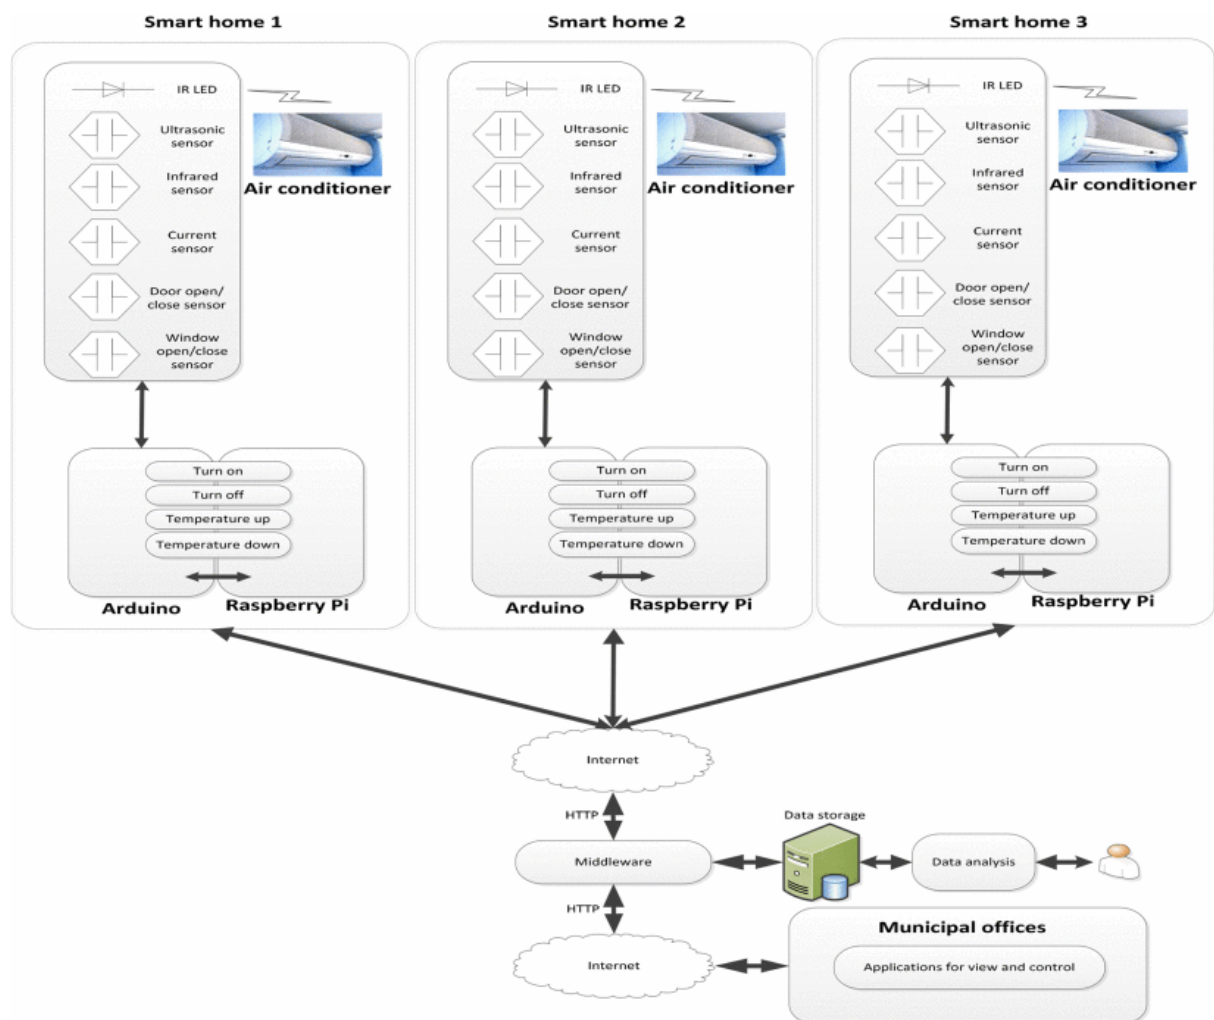 Smart home 1
IR LED
Ultrasonic
sensor
Infrared
sensor
Current
sensor
Door open/
close sensor
Window
open/close
sensor
Air conditioner
Turn on
Turn off
Temperature up
Temperature down
Arduino
Raspberry Pi
Smart home 2
IR LED
Ultrasonic
sensor
Infrared
sensor
Current
sensor
Door open/
close sensor
Window
open/close
sensor
Air conditioner
Turn on
Turn off
Temperature up
Temperature down
Arduino
Raspberry Pi
Smart home 3
IR LED
Ultrasonic
sensor
Infrared
sensor
Current
sensor
Door open/
close sensor
Window
open/close
sensor
Air conditioner
Turn on
Turn off
Temperature up
Temperature down
Arduino
Raspberry Pi
Internet
HTTP
Middleware
Data storage
Data analysis
HTTP
Internet
Municipal offices
Applications for view and control